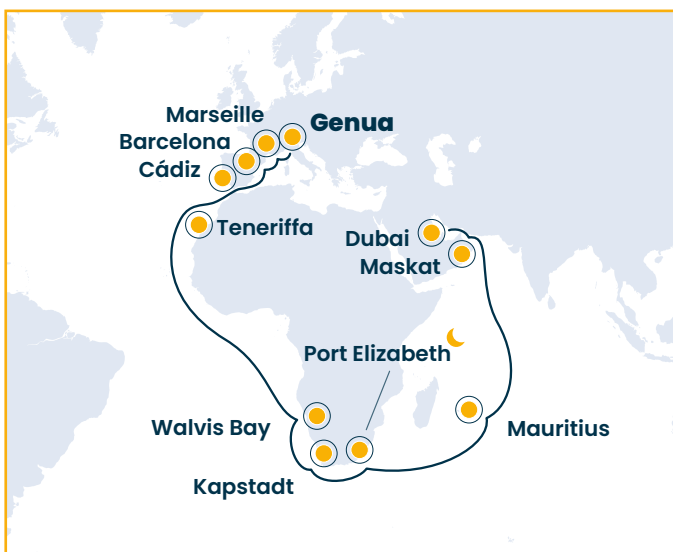 Marseille
Genua
Barcelona
Cádiz
Teneriffa
Dubai
Maskat
Port Elizabeth
Walvis Bay
Mauritius
Kapstadt